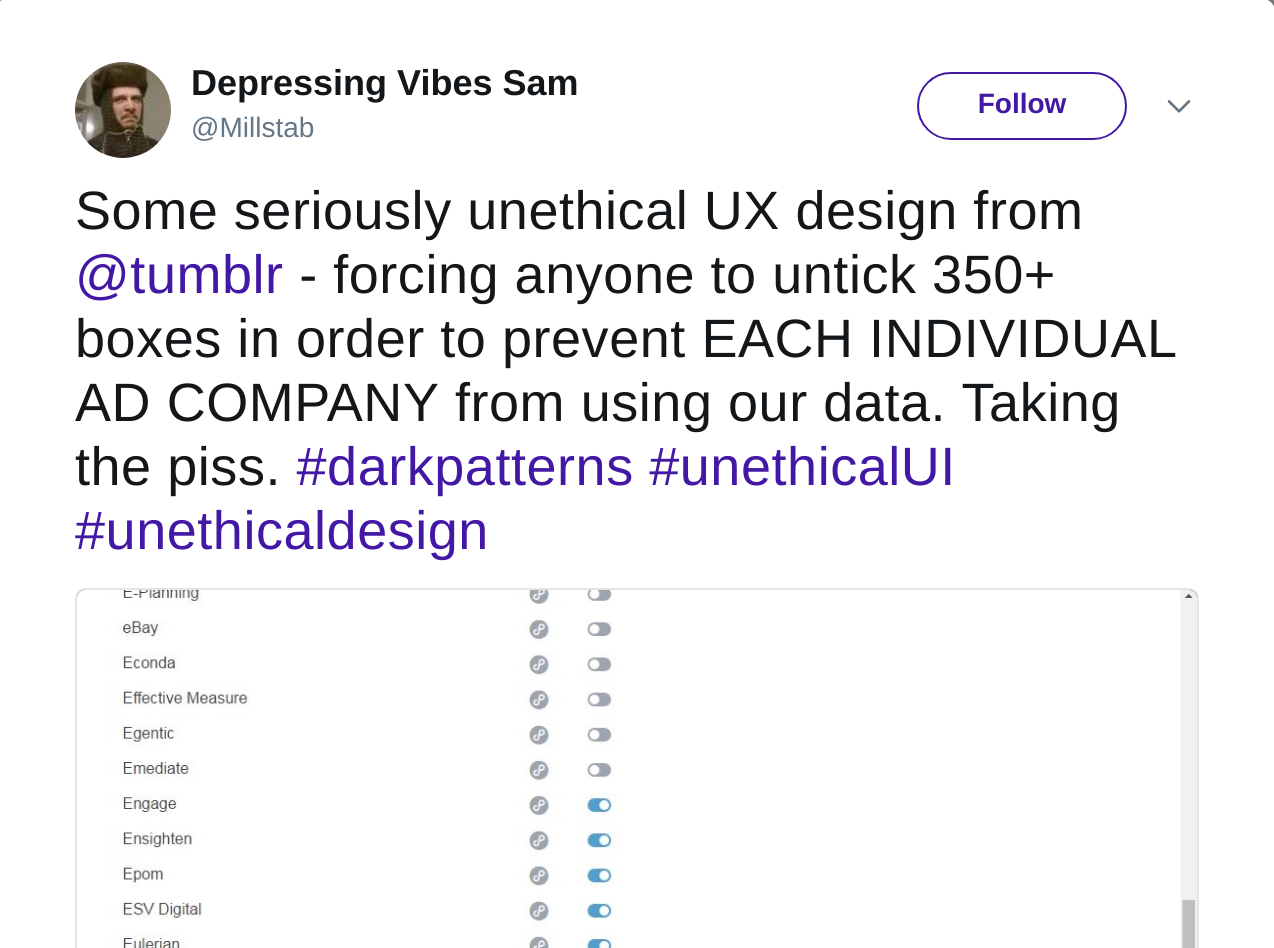 Depressing Vibes Sam
@Millstab
Follow
Some seriously unethical UX design from
@tumblr - forcing anyone to untick 350+
boxes in order to prevent EACH INDIVIDUAL
AD COMPANY from using our data. Taking
the piss. #darkpatterns #unethicalUI
#unethicaldesign
E-Planning
eBay
Econda
Effective Measure
Egentic
Emediate
Engage
Ensighten
Epom
ESV Digital
Eulerian